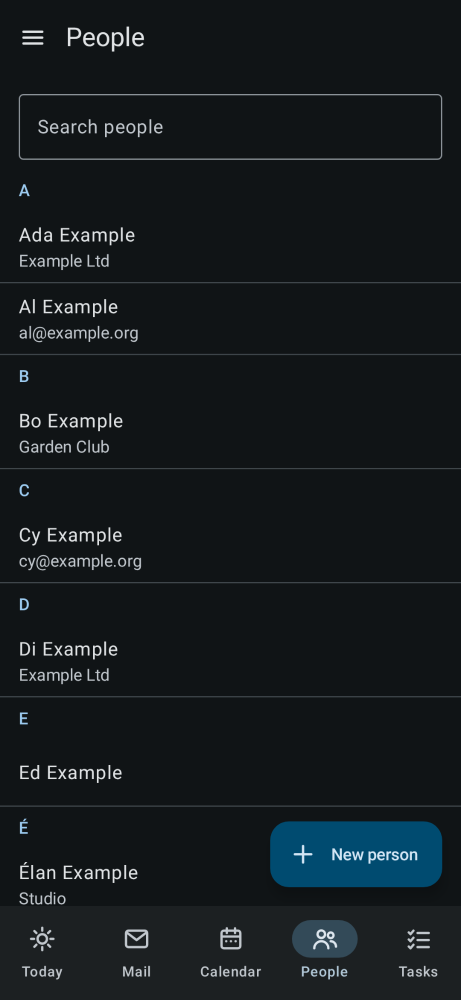 People
Search people
A
Ada Example
Example Ltd
Al Example
al@example.org
B
Bo Example
Garden Club
C
Cy Example
cy@example.org
D
Di Example
Example Ltd
E
Ed Example
É
Élan Example
Studio
New person
Today
Mail
Calendar
People
Tasks